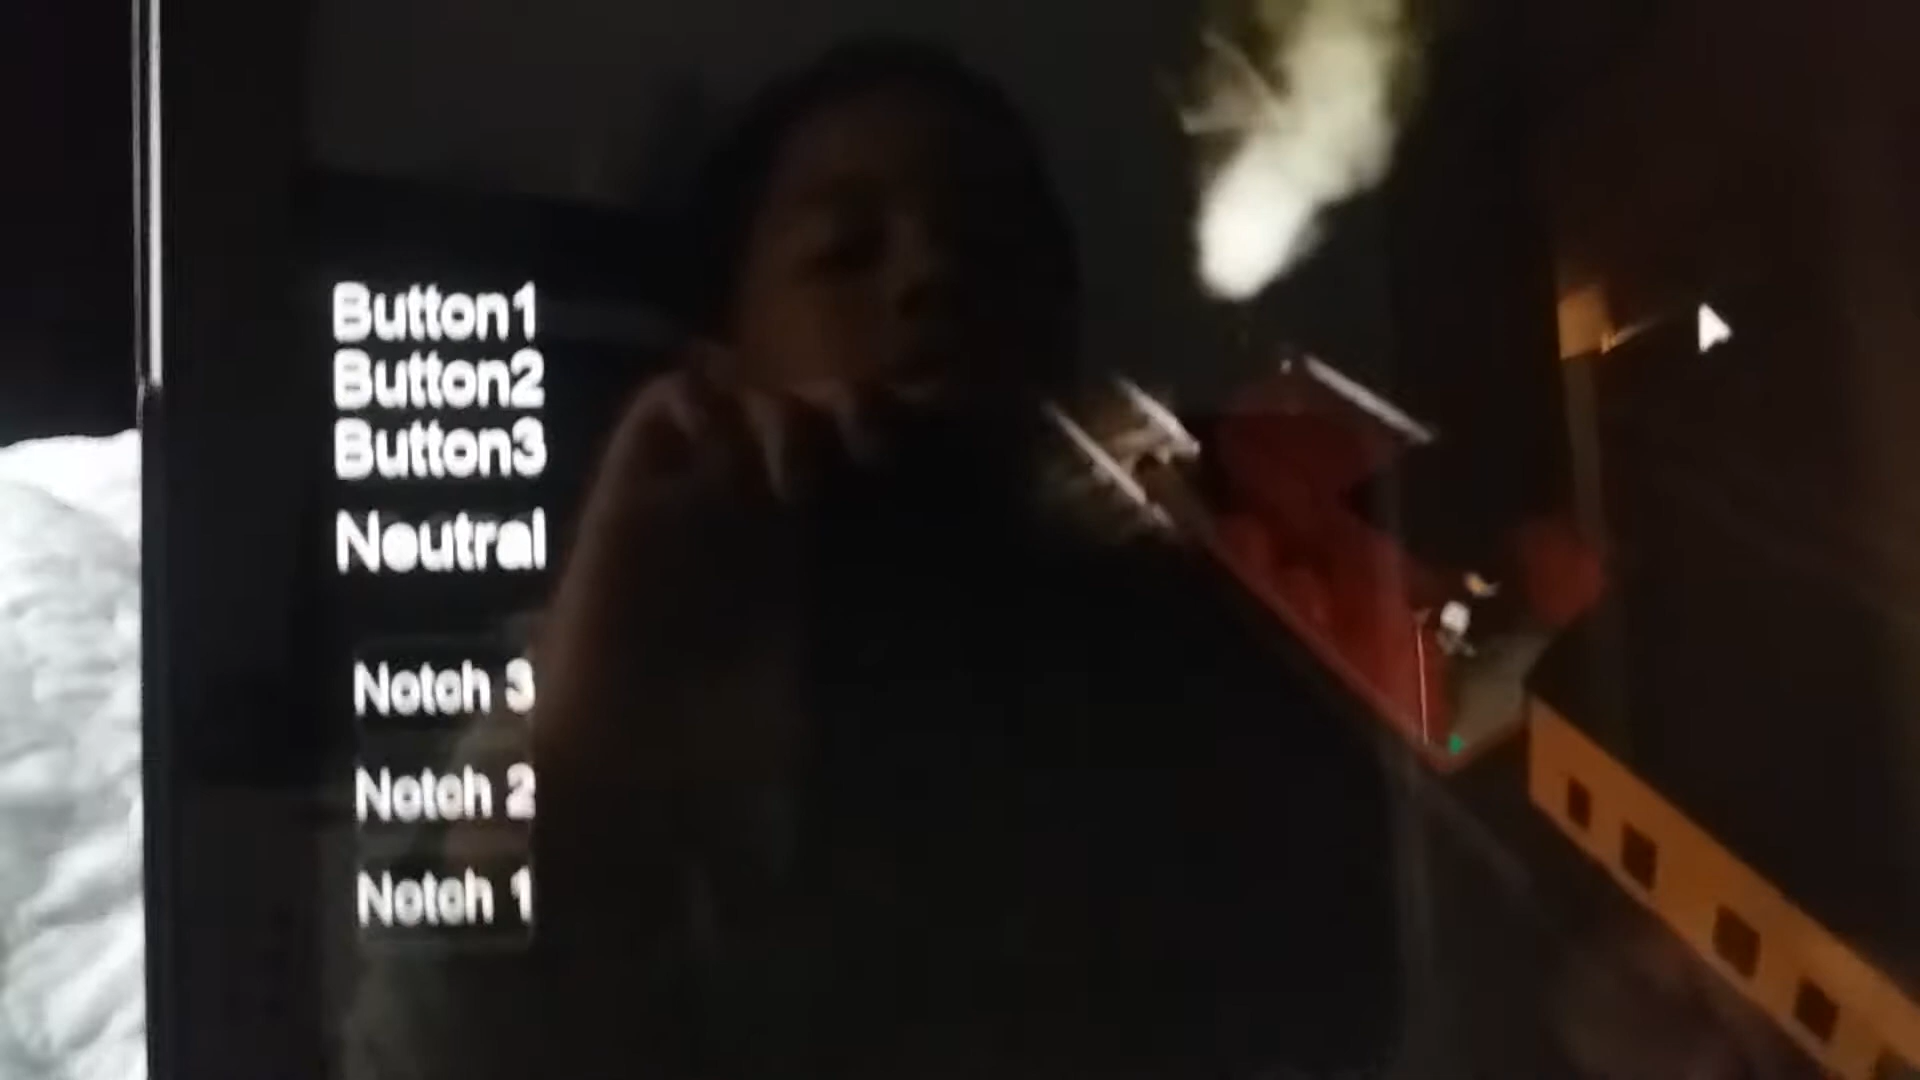 Button1
Button2
Button3
Neutral
Notch 3
Notch 2
Notch 1